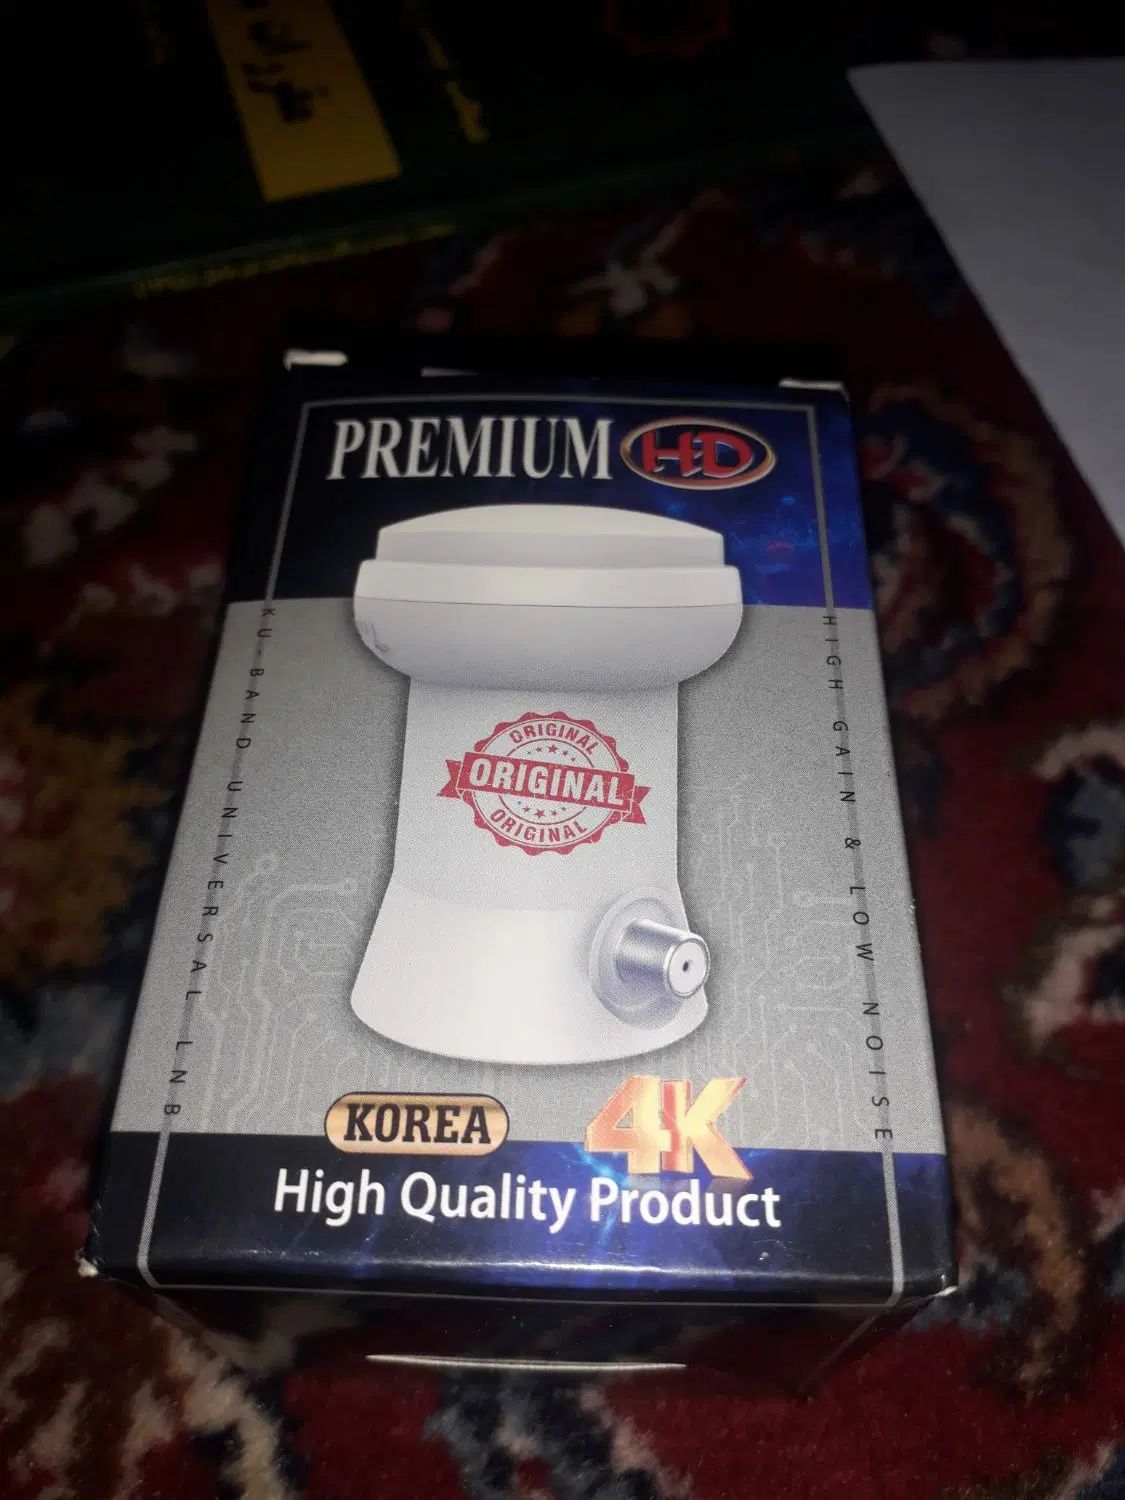 PREMIUM HD
KU-BAND UNIVERSAL LNB
HIGH GAIN & LOW NOISE
ORIGINAL
ORIGINAL
ORIGINAL
KOREA
4K
High Quality Product